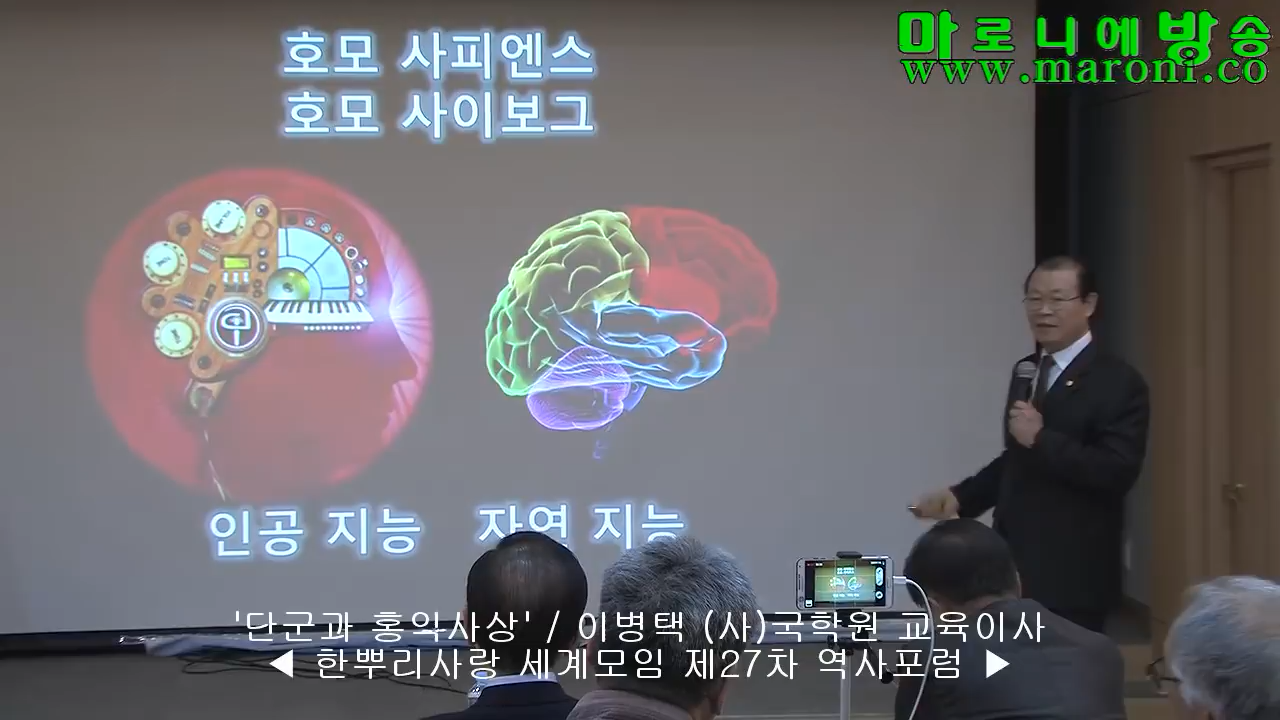 마로니에방송
www.maroni.co
호모 사피엔스
호모 사이보그
인공 지능 자연 지능
'단군과 홍익사상' / 이병택 (사)국학원 교육이사
◀ 한뿌리사랑 세계모임 제27차 역사포럼 ▶